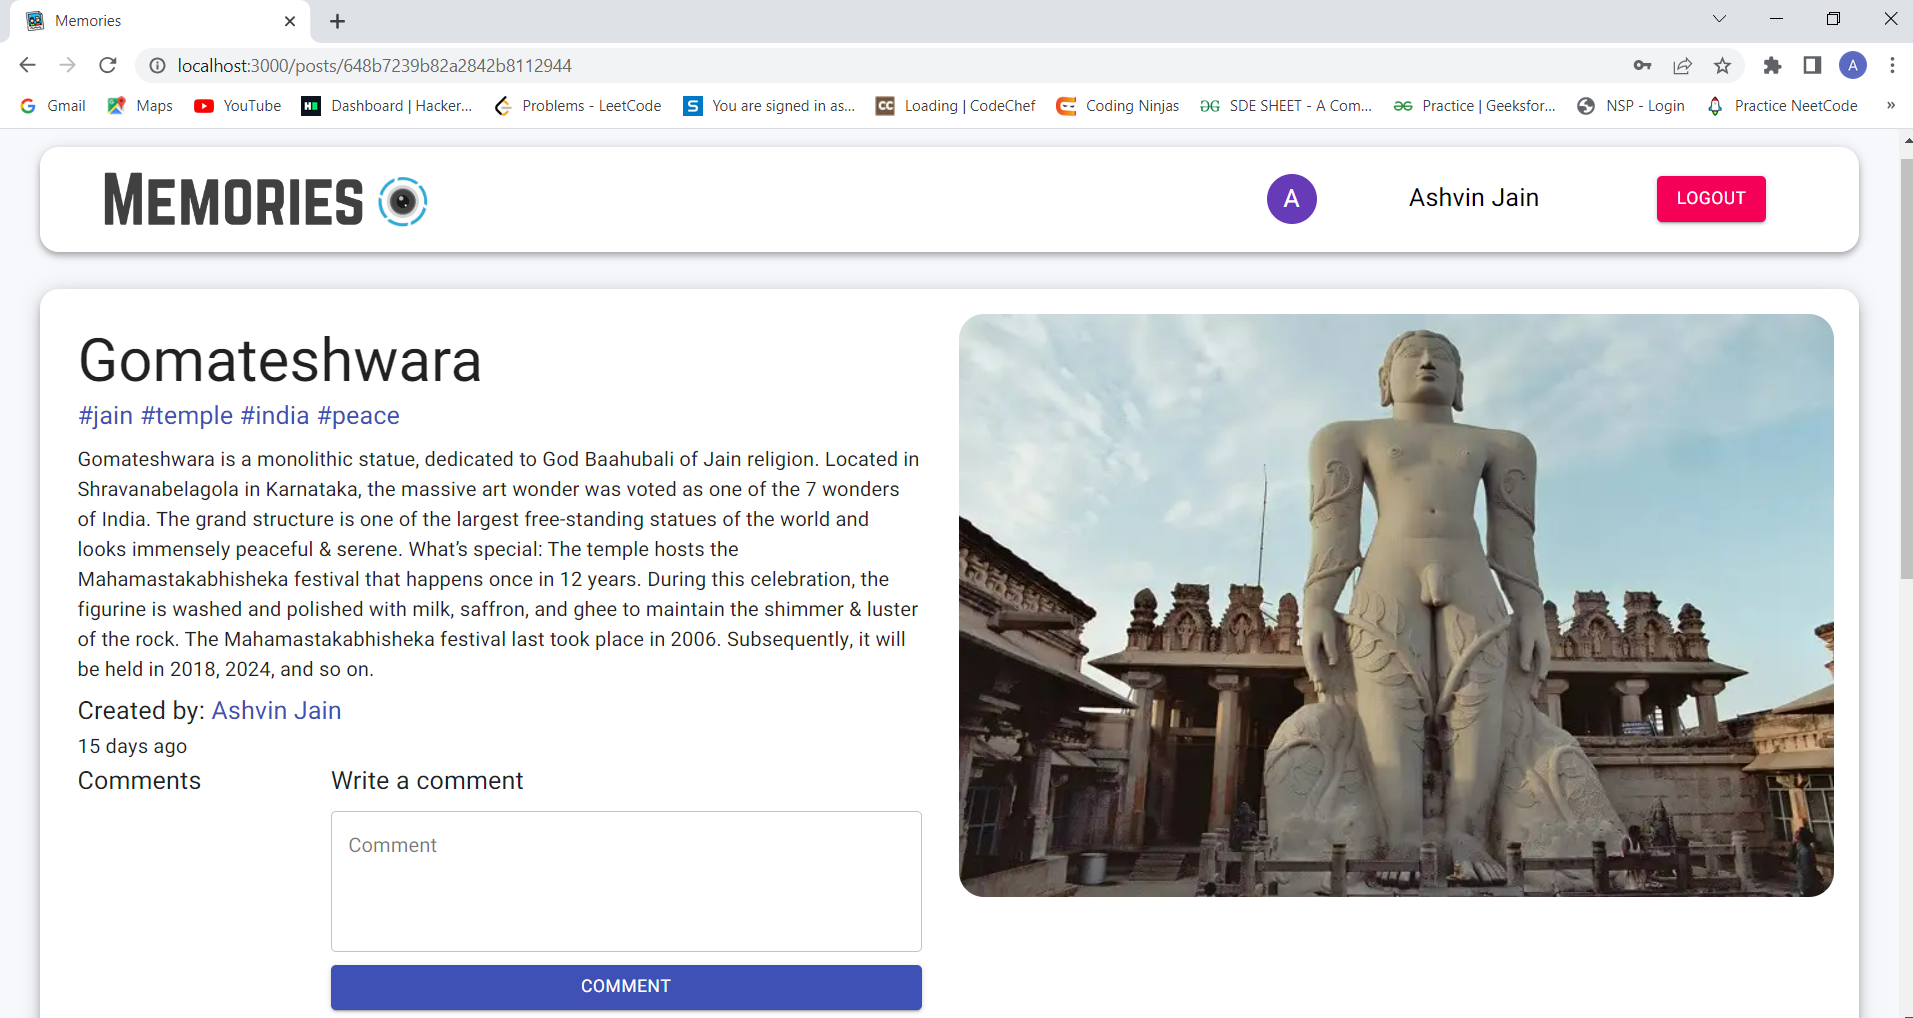 Memories
localhost:3000/posts/648b7239b82a2842b8112944
A
Gmail
Maps
YouTube
Dashboard | Hacker...
Problems - LeetCode
S
You are signed in as...
CC
Loading | CodeChef
Coding Ninjas
SDE SHEET - A Com...
Practice | Geeksfor...
NSP - Login
Practice NeetCode
»
MEMORIES
A
Ashvin Jain
LOGOUT
Gomateshwara
#jain #temple #india #peace
Gomateshwara is a monolithic statue, dedicated to God Baahubali of Jain religion. Located in
Shravanabelagola in Karnataka, the massive art wonder was voted as one of the 7 wonders
of India. The grand structure is one of the largest free-standing statues of the world and
looks immensely peaceful & serene. What’s special: The temple hosts the
Mahamastakabhisheka festival that happens once in 12 years. During this celebration, the
figurine is washed and polished with milk, saffron, and ghee to maintain the shimmer & luster
of the rock. The Mahamastakabhisheka festival last took place in 2006. Subsequently, it will
be held in 2018, 2024, and so on.
Created by: Ashvin Jain
15 days ago
Comments
Write a comment
Comment
COMMENT